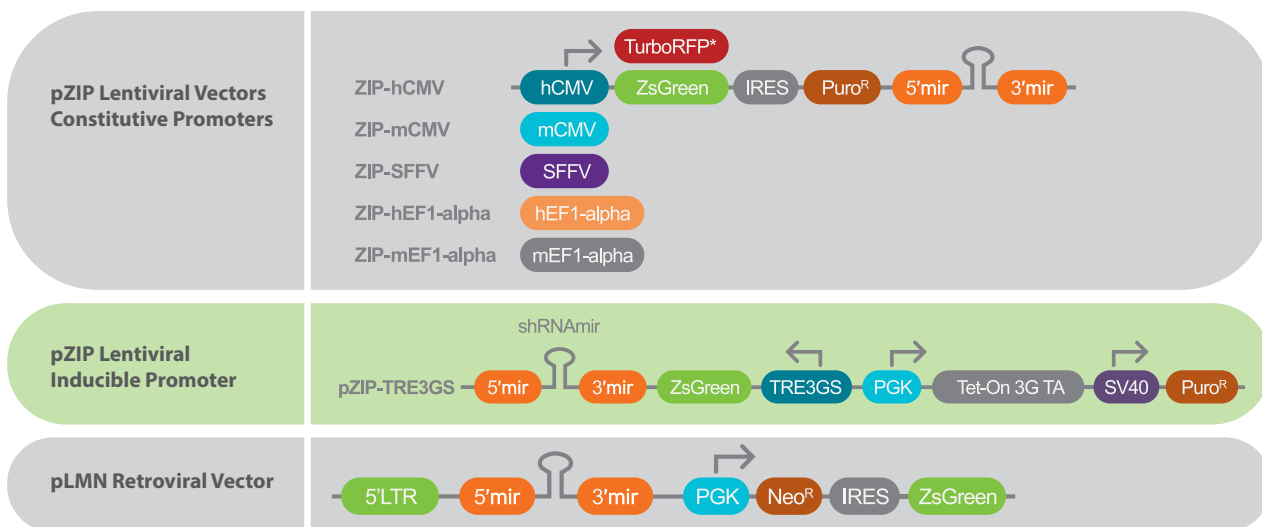 pZIP Lentiviral Vectors
Constitutive Promoters
TurboRFP*
ZIP-hCMV hCMV ZsGreen IRES Puroᴿ 5'mir 3'mir
ZIP-mCMV mCMV
ZIP-SFFV SFFV
ZIP-hEF1-alpha hEF1-alpha
ZIP-mEF1-alpha mEF1-alpha
pZIP Lentiviral
Inducible Promoter
shRNAmir
pZIP-TRE3GS 5'mir 3'mir ZsGreen TRE3GS PGK Tet-On 3G TA SV40 Puroᴿ
pLMN Retroviral Vector
5'LTR 5'mir 3'mir PGK Neoᴿ IRES ZsGreen